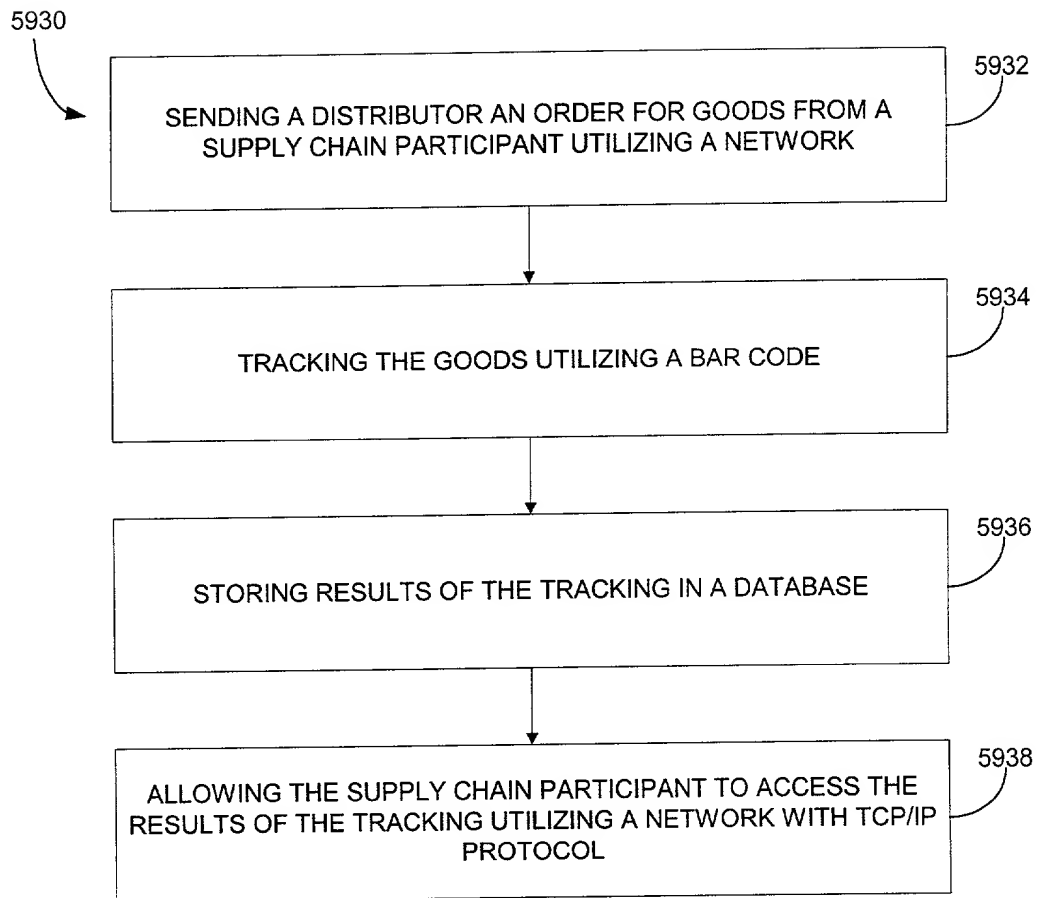 5930
5932
SENDING A DISTRIBUTOR AN ORDER FOR GOODS FROM A
SUPPLY CHAIN PARTICIPANT UTILIZING A NETWORK
5934
TRACKING THE GOODS UTILIZING A BAR CODE
5936
STORING RESULTS OF THE TRACKING IN A DATABASE
5938
ALLOWING THE SUPPLY CHAIN PARTICIPANT TO ACCESS THE
RESULTS OF THE TRACKING UTILIZING A NETWORK WITH TCP/IP
PROTOCOL